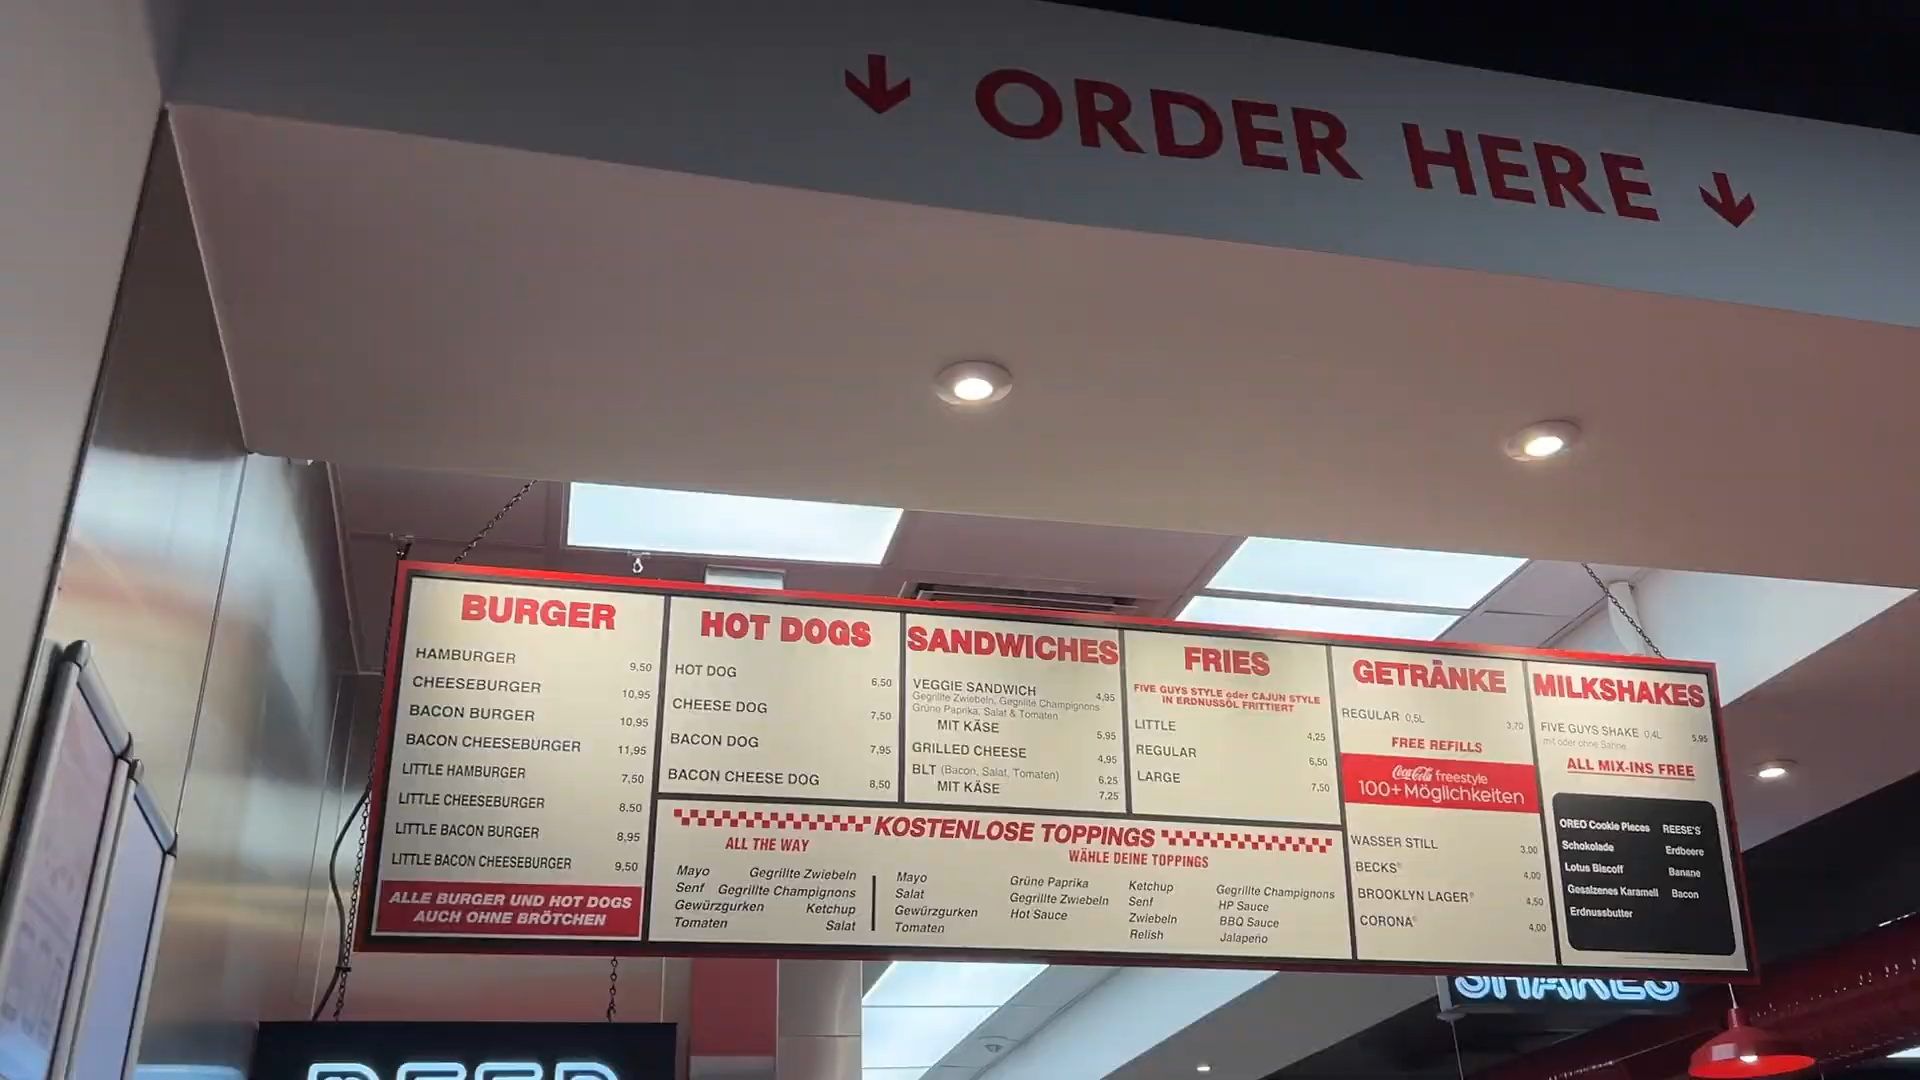 ↓ ORDER HERE ↓
BURGER
HAMBURGER 9,50
CHEESEBURGER 10,95
BACON BURGER 10,95
BACON CHEESEBURGER 11,95
LITTLE HAMBURGER 7,50
LITTLE CHEESEBURGER 8,50
LITTLE BACON BURGER 8,95
LITTLE BACON CHEESEBURGER 9,50
ALLE BURGER UND HOT DOGS
AUCH OHNE BRÖTCHEN
HOT DOGS
HOT DOG 6,50
CHEESE DOG 7,50
BACON DOG 7,95
BACON CHEESE DOG 8,50
SANDWICHES
VEGGIE SANDWICH 4,95
Gegrillte Zwiebeln, Gegrillte Champignons
Grüne Paprika, Salat & Tomaten
MIT KÄSE 5,95
GRILLED CHEESE 4,95
BLT (Bacon, Salat, Tomaten) 6,25
MIT KÄSE 7,25
FRIES
FIVE GUYS STYLE oder CAJUN STYLE
IN ERDNUSSÖL FRITTIERT
LITTLE 4,25
REGULAR 6,50
LARGE 7,50
KOSTENLOSE TOPPINGS
ALL THE WAY
Mayo Gegrillte Zwiebeln
Senf Gegrillte Champignons
Gewürzgurken Ketchup
Tomaten Salat
WÄHLE DEINE TOPPINGS
Mayo Grüne Paprika Ketchup Gegrillte Champignons
Salat Gegrillte Zwiebeln Senf HP Sauce
Gewürzgurken Hot Sauce Zwiebeln BBQ Sauce
Tomaten Relish Jalapeño
GETRÄNKE
REGULAR 0,5L 3,70
FREE REFILLS
Coca-Cola freestyle
100+ Möglichkeiten
WASSER STILL 3,00
BECKS® 4,00
BROOKLYN LAGER® 4,50
CORONA® 4,00
MILKSHAKES
FIVE GUYS SHAKE 0,4L 5,95
mit oder ohne Sahne
ALL MIX-INS FREE
OREO Cookie Pieces REESE'S
Schokolade Erdbeere
Lotus Biscoff Banane
Gesalzenes Karamell Bacon
Erdnussbutter
SHAKES